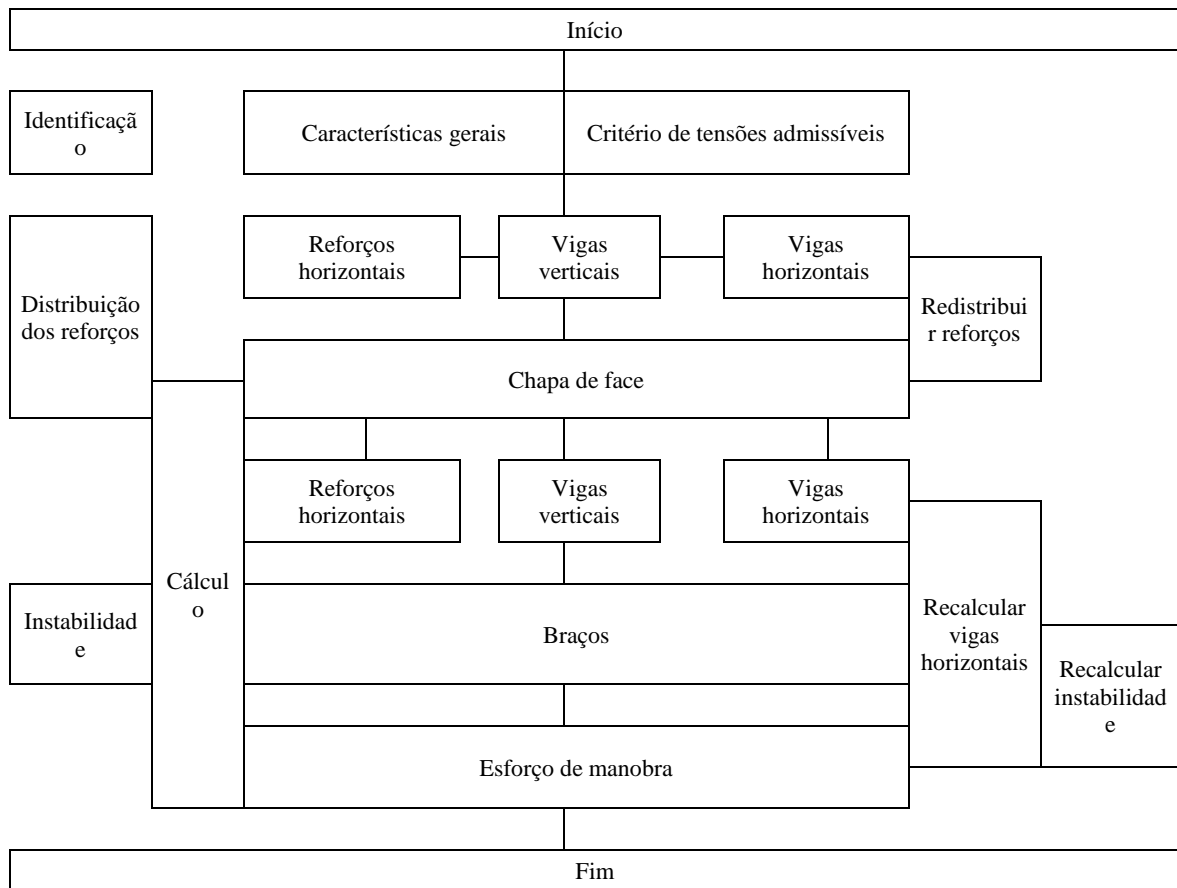 Início
Identificaçã
o
Características gerais
Critério de tensões admissíveis
Distribuição
dos reforços
Reforços
horizontais
Vigas
verticais
Vigas
horizontais
Redistribui
r reforços
Chapa de face
Reforços
horizontais
Vigas
verticais
Vigas
horizontais
Instabilidad
e
Cálcul
o
Braços
Recalcular
vigas
horizontais
Recalcular
instabilidad
e
Esforço de manobra
Fim